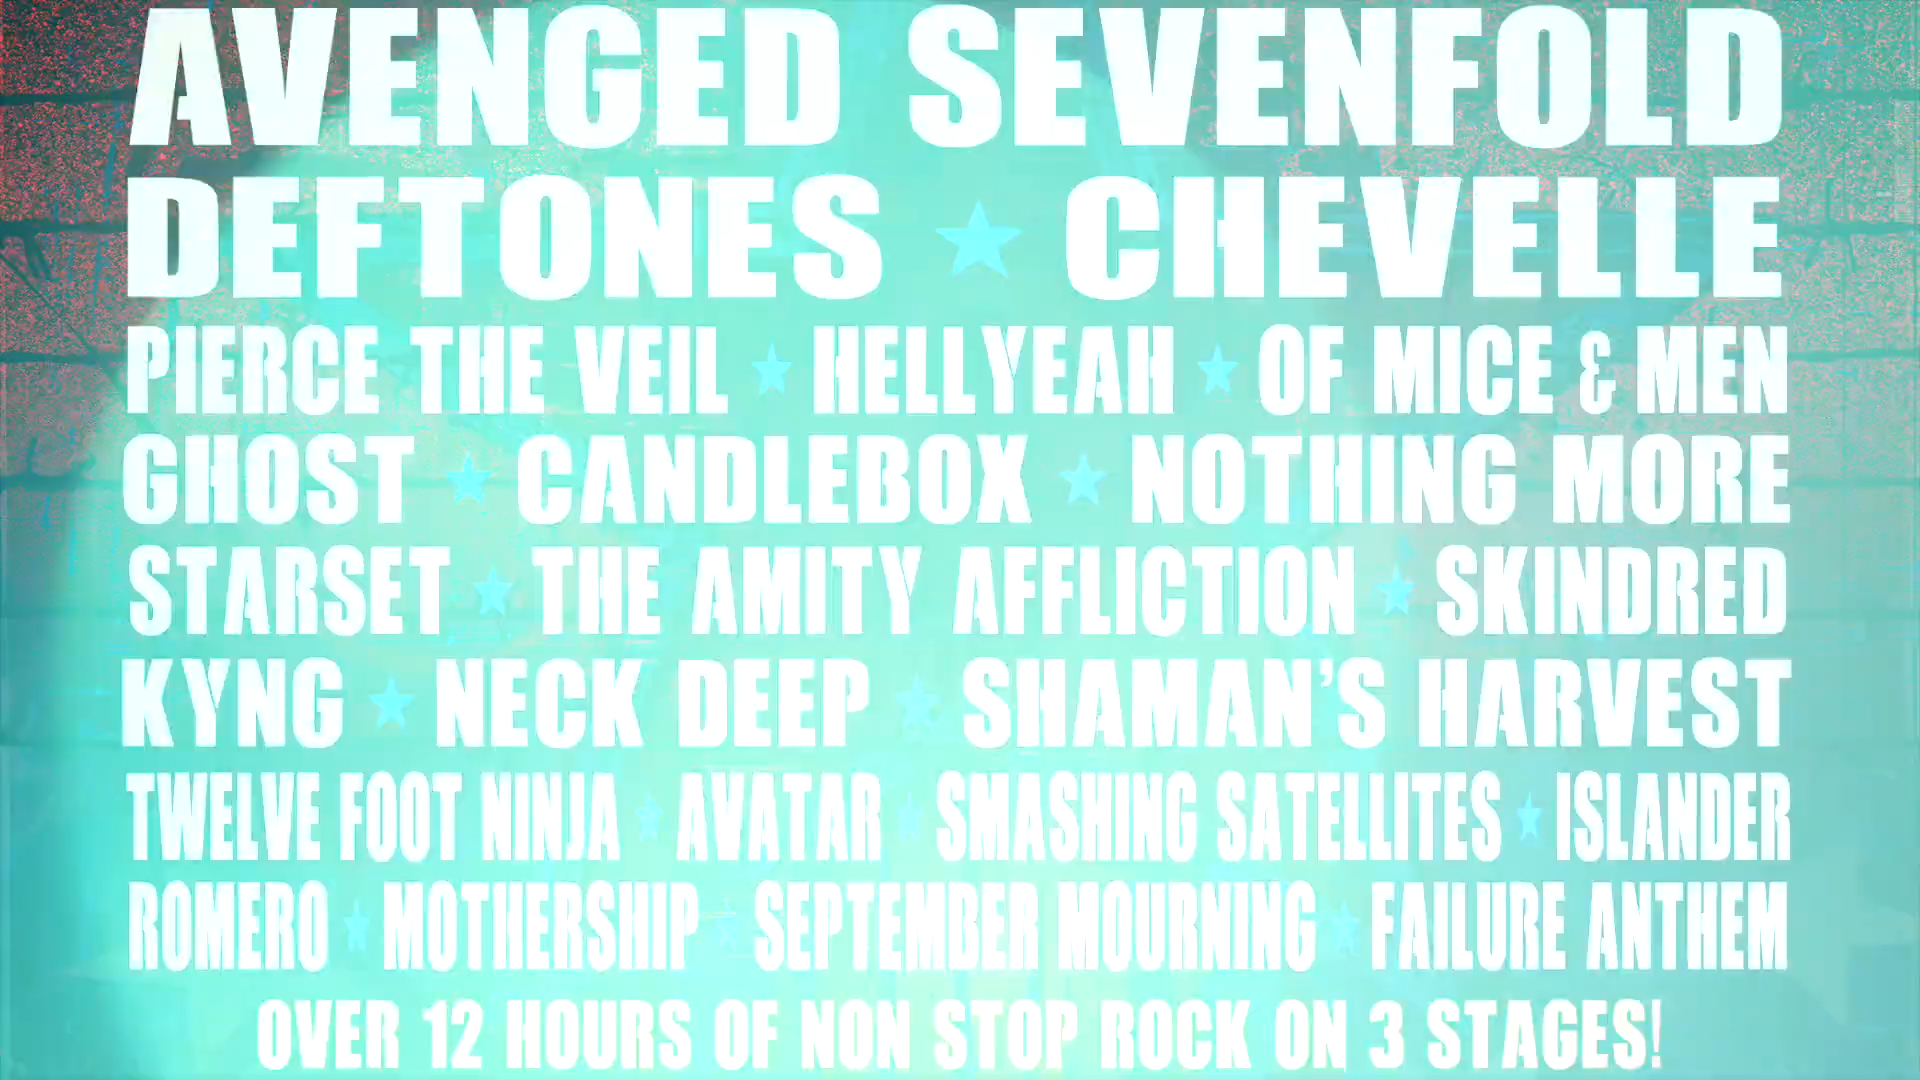 AVENGED SEVENFOLD
DEFTONES ★ CHEVELLE
PIERCE THE VEIL ★ HELLYEAH ★ OF MICE & MEN
GHOST ★ CANDLEBOX ★ NOTHING MORE
STARSET ★ THE AMITY AFFLICTION ★ SKINDRED
KYNG ★ NECK DEEP ★ SHAMAN'S HARVEST
TWELVE FOOT NINJA ★ AVATAR ★ SMASHING SATELLITES ★ ISLANDER
ROMERO ★ MOTHERSHIP ★ SEPTEMBER MOURNING ★ FAILURE ANTHEM
OVER 12 HOURS OF NON STOP ROCK ON 3 STAGES!